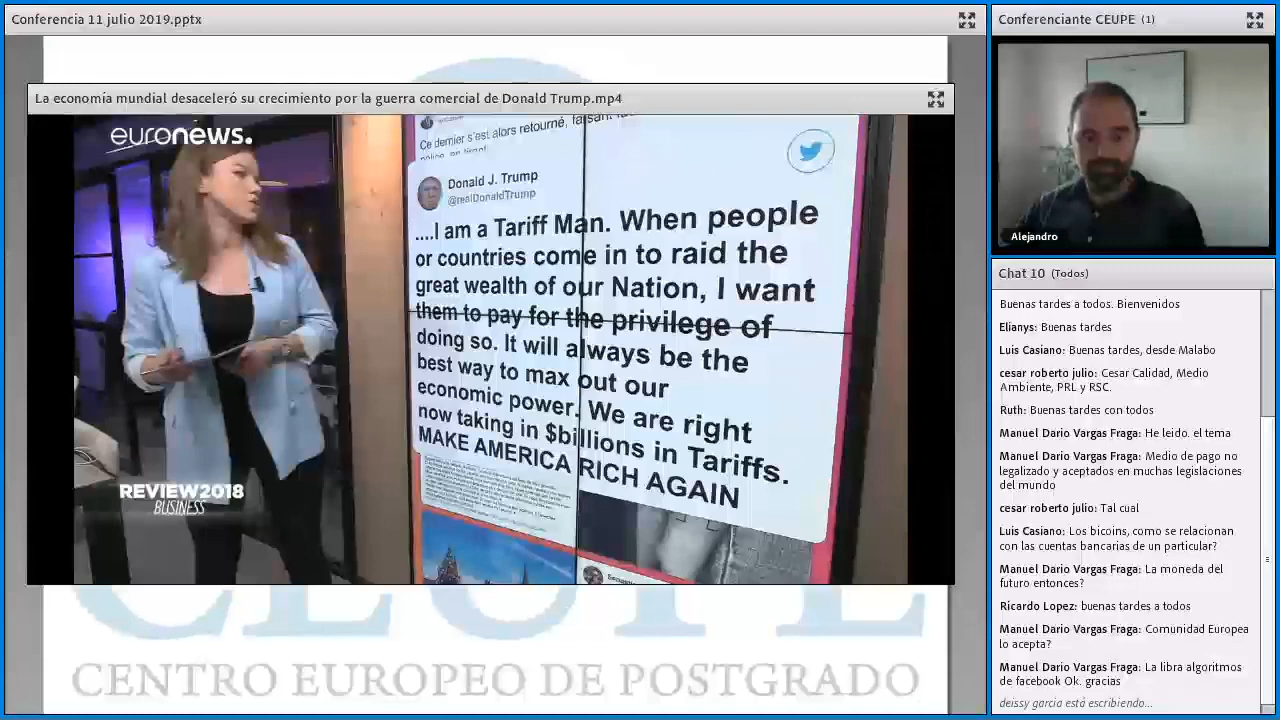 Conferencia 11 julio 2019.pptx
La economía mundial desaceleró su crecimiento por la guerra comercial de Donald Trump.mp4
euronews.
Ce dernier s'est alors retourné, faisant
Donald J. Trump
@realDonaldTrump
....I am a Tariff Man. When people
or countries come in to raid the
great wealth of our Nation, I want
them to pay for the privilege of
doing so. It will always be the
best way to max out our
economic power. We are right
now taking in $billions in Tariffs.
MAKE AMERICA RICH AGAIN
REVIEW2018
BUSINESS
CEUPE
CENTRO EUROPEO DE POSTGRADO
Conferenciante CEUPE (1)
Alejandro
Chat 10 (Todos)
Buenas tardes a todos. Bienvenidos
Elianys: Buenas tardes
Luis Casiano: Buenas tardes, desde Malabo
cesar roberto julio: Cesar Calidad, Medio
Ambiente, PRL y RSC.
Ruth: Buenas tardes con todos
Manuel Dario Vargas Fraga: He leido. el tema
Manuel Dario Vargas Fraga: Medio de pago no
legalizado y aceptados en muchas legislaciones
del mundo
cesar roberto julio: Tal cual
Luis Casiano: Los bicoins, como se relacionan
con las cuentas bancarias de un particular?
Manuel Dario Vargas Fraga: La moneda del
futuro entonces?
Ricardo Lopez: buenas tardes a todos
Manuel Dario Vargas Fraga: Comunidad Europea
lo acepta?
Manuel Dario Vargas Fraga: La libra algoritmos
de facebook Ok. gracias
deissy garcia está escribiendo...